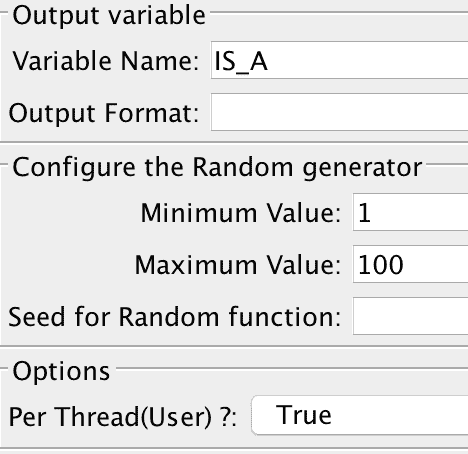 Output variable
Variable Name: IS_A
Output Format:
Configure the Random generator
Minimum Value: 1
Maximum Value: 100
Seed for Random function:
Options
Per Thread(User) ?: True